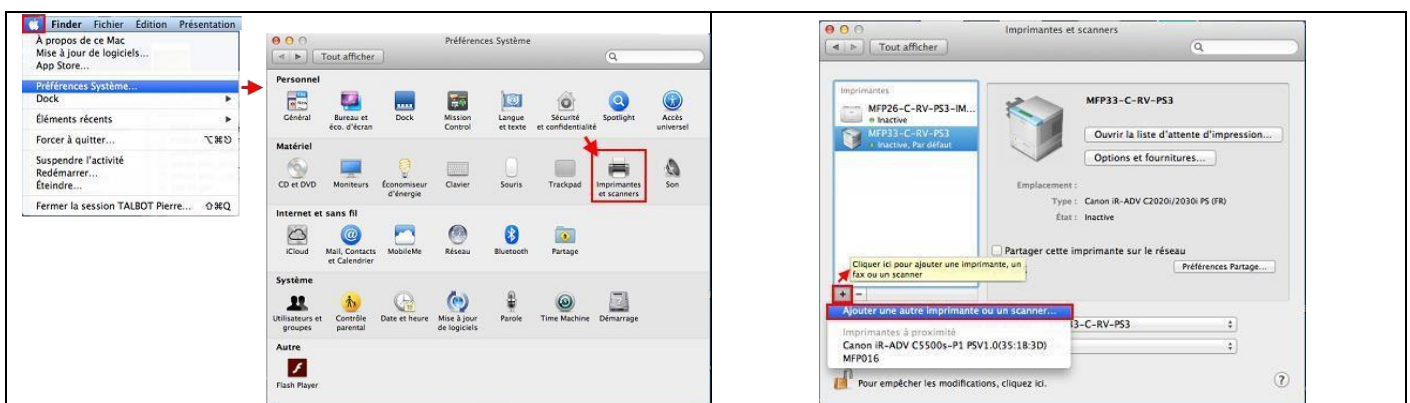 Finder Fichier Édition Présentation
À propos de ce Mac
Mise à jour de logiciels...
App Store...
Préférences Système...
Dock
Éléments récents
Forcer à quitter... ⌥⌘⎋
Suspendre l'activité
Redémarrer...
Éteindre...
Fermer la session TALBOT Pierre... ⇧⌘Q
Préférences Système
Tout afficher
Personnel
Général
Bureau et
éco. d'écran
Dock
Mission
Control
Langue
et texte
Sécurité
et confidentialité
Spotlight
Accès
universel
Matériel
CD et DVD
Moniteurs
Économiseur
d'énergie
Clavier
Souris
Trackpad
Imprimantes
et scanners
Son
Internet et sans fil
iCloud
Mail, Contacts
et Calendrier
MobileMe
Réseau
Bluetooth
Partage
Système
Utilisateurs et
groupes
Contrôle
parental
Date et heure
Mise à jour
de logiciels
Parole
Time Machine
Démarrage
Autre
Flash Player
Imprimantes et scanners
Tout afficher
Imprimantes
MFP26-C-RV-PS3-IM...
Inactive
MFP33-C-RV-PS3
Inactive, Par défaut
MFP33-C-RV-PS3
Ouvrir la liste d'attente d'impression...
Options et fournitures...
Emplacement :
Type : Canon iR-ADV C2020i/2030i PS (FR)
État : Inactive
Partager cette imprimante sur le réseau
Préférences Partage...
Cliquer ici pour ajouter une imprimante, un
fax ou un scanner
+ −
Ajouter une autre imprimante ou un scanner...
Imprimantes à proximité
Canon iR-ADV C5500s-P1 PSV1.0(35:18:3D)
MFP016
3-C-RV-PS3
Pour empêcher les modifications, cliquez ici.
?